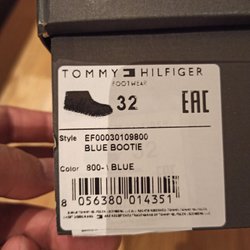 TOMMY HILFIGER
FOOTWEAR
32
EAC
Style EF00030109800
BLUE BOOTIE
Color 800-\ BLUE
8 056380 014351